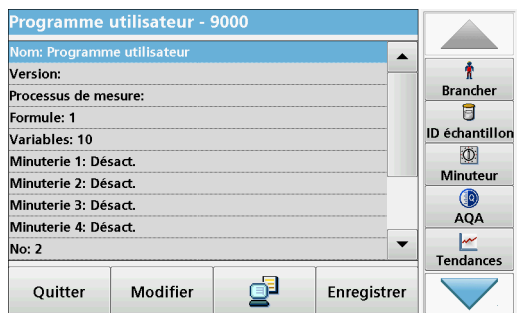 Programme utilisateur - 9000
Nom: Programme utilisateur
Version:
Processus de mesure:
Formule: 1
Variables: 10
Minuterie 1: Désact.
Minuterie 2: Désact.
Minuterie 3: Désact.
Minuterie 4: Désact.
No: 2
Quitter
Modifier
Enregistrer
Brancher
ID échantillon
Minuteur
AQA
Tendances